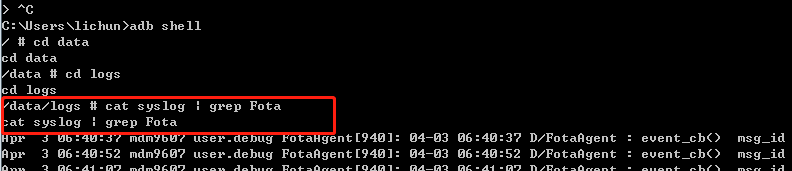 > ^C
C:\Users\lichun>adb shell
/ # cd data
cd data
/data # cd logs
cd logs
/data/logs # cat syslog | grep Fota
cat syslog | grep Fota
Apr  3 06:40:37 mdm9607 user.debug FotaAgent[940]: 04-03 06:40:37 D/FotaAgent : event_cb()  msg_id
Apr  3 06:40:52 mdm9607 user.debug FotaAgent[940]: 04-03 06:40:52 D/FotaAgent : event_cb()  msg_id
Apr  3 06:41:07 mdm9607 user.debug FotaAgent[940]: 04-03 06:41:07 D/FotaAgent : event_cb()  msg_id